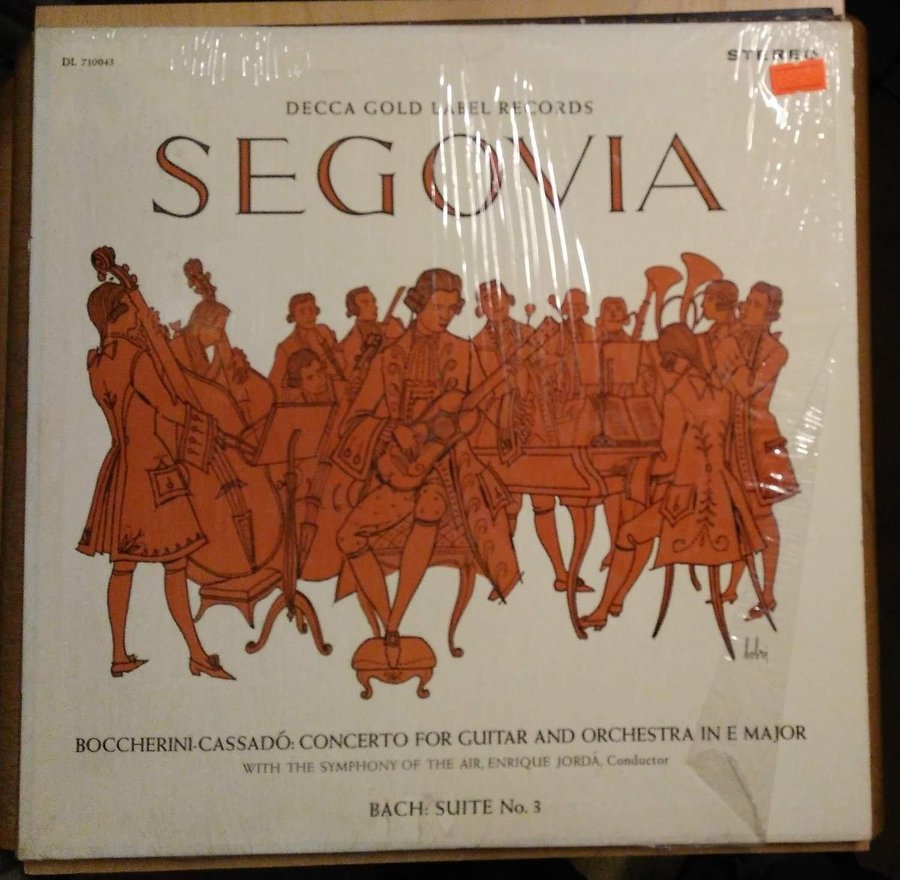 DL 710043
STEREO
DECCA GOLD LABEL RECORDS
SEGOVIA
BOCCHERINI-CASSADÓ: CONCERTO FOR GUITAR AND ORCHESTRA IN E MAJOR
WITH THE SYMPHONY OF THE AIR, ENRIQUE JORDÁ, Conductor
BACH: SUITE No. 3